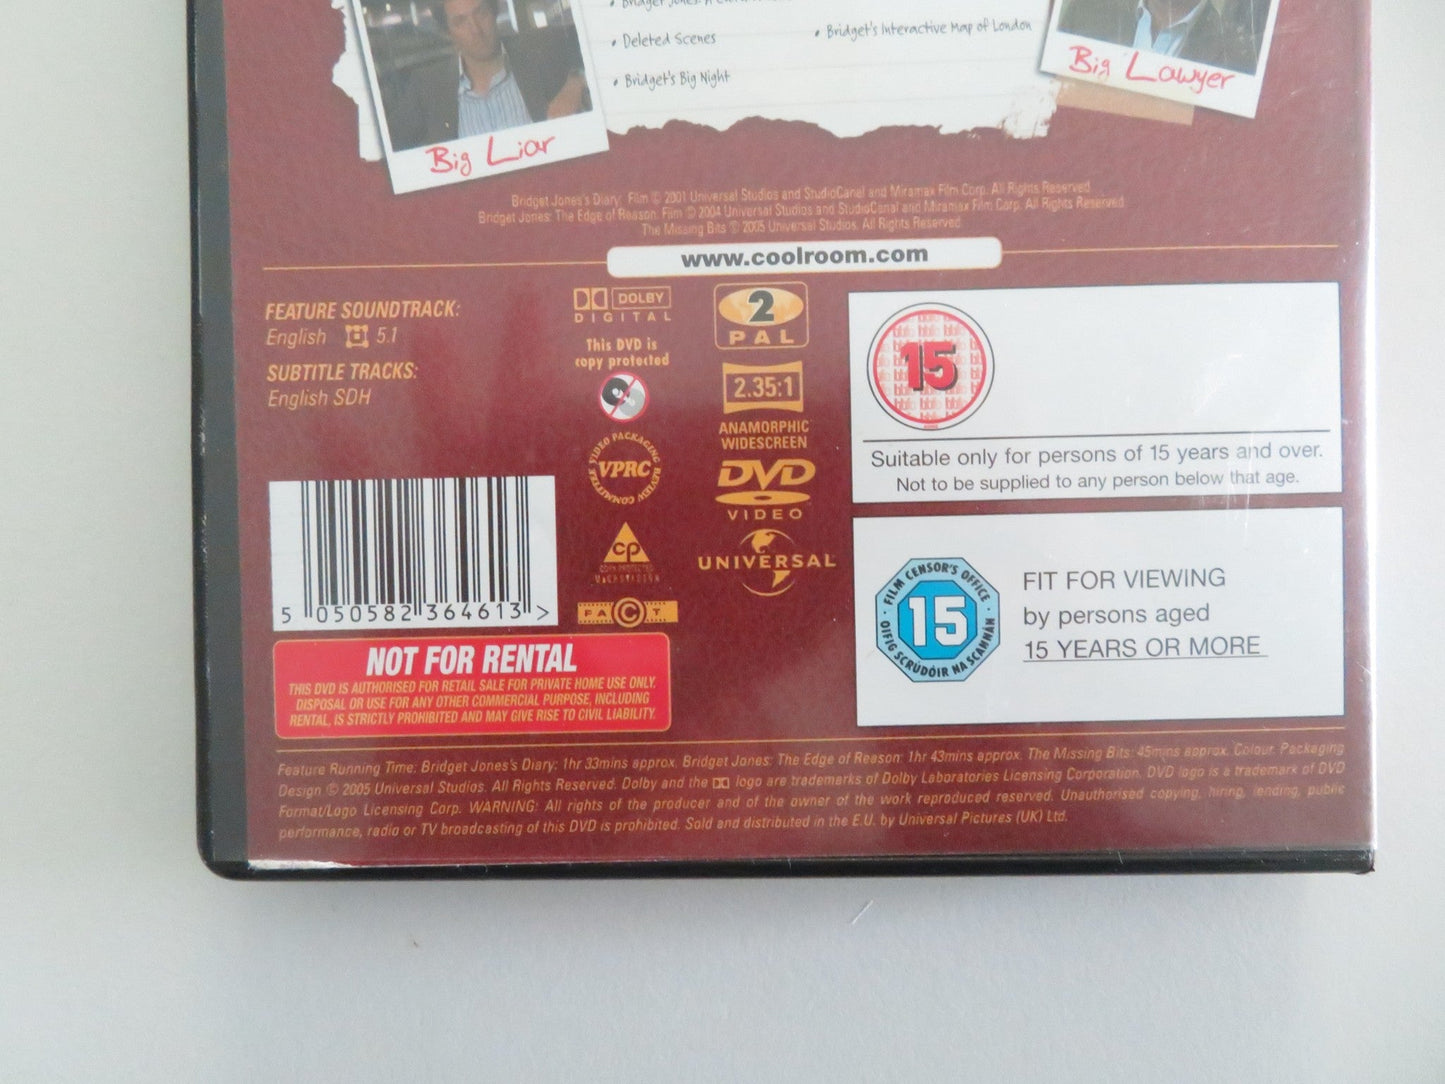 • Deleted Scenes
• Bridget's Big Night
• Bridget's Interactive Map of London
Big Liar
Big Lawyer
Bridget Jones's Diary: Film © 2001 Universal Studios and StudioCanal and Miramax Film Corp. All Rights Reserved.
Bridget Jones: The Edge of Reason: Film © 2004 Universal Studios and StudioCanal and Miramax Film Corp. All Rights Reserved.
The Missing Bits © 2005 Universal Studios. All Rights Reserved.
www.coolroom.com
FEATURE SOUNDTRACK:
English 5.1
SUBTITLE TRACKS:
English SDH
DOLBY
DIGITAL
This DVD is
copy protected
VIDEO PACKAGING REVIEW COMMITTEE
VPRC
CP
COPY PROTECTED
FACT
2
PAL
2.35:1
ANAMORPHIC
WIDESCREEN
DVD
VIDEO
UNIVERSAL
15
Suitable only for persons of 15 years and over.
Not to be supplied to any person below that age.
FILM CENSOR'S OFFICE
15
OIFIG SCRÚDÓIR NA SCANNÁN
FIT FOR VIEWING
by persons aged
15 YEARS OR MORE
5 050582 364613 >
NOT FOR RENTAL
THIS DVD IS AUTHORISED FOR RETAIL SALE FOR PRIVATE HOME USE ONLY.
DISPOSAL OR USE FOR ANY OTHER COMMERCIAL PURPOSE, INCLUDING
RENTAL, IS STRICTLY PROHIBITED AND MAY GIVE RISE TO CIVIL LIABILITY.
Feature Running Time: Bridget Jones's Diary: 1hr 33mins approx. Bridget Jones: The Edge of Reason: 1hr 43mins approx. The Missing Bits: 45mins approx. Colour. Packaging
Design © 2005 Universal Studios. All Rights Reserved. Dolby and the logo are trademarks of Dolby Laboratories Licensing Corporation. DVD logo is a trademark of DVD
Format/Logo Licensing Corp. WARNING: All rights of the producer and of the owner of the work reproduced reserved. Unauthorised copying, hiring, lending, public
performance, radio or TV broadcasting of this DVD is prohibited. Sold and distributed in the E.U. by Universal Pictures (UK) Ltd.